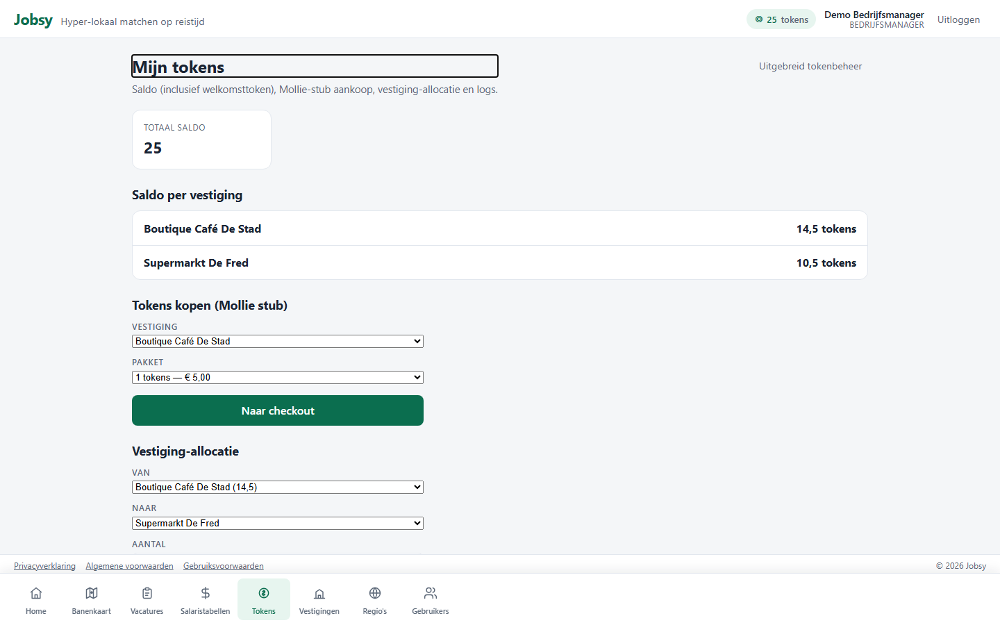 Jobsy Hyper-lokaal matchen op reistijd
25 tokens
Demo Bedrijfsmanager
BEDRIJFSMANAGER
Uitloggen
Mijn tokens
Uitgebreid tokenbeheer
Saldo (inclusief welkomsttoken), Mollie-stub aankoop, vestiging-allocatie en logs.
TOTAAL SALDO
25
Saldo per vestiging
Boutique Café De Stad 14,5 tokens
Supermarkt De Fred 10,5 tokens
Tokens kopen (Mollie stub)
VESTIGING
Boutique Café De Stad
PAKKET
1 tokens — € 5,00
Naar checkout
Vestiging-allocatie
VAN
Boutique Café De Stad (14,5)
NAAR
Supermarkt De Fred
AANTAL
Privacyverklaring Algemene voorwaarden Gebruiksvoorwaarden © 2026 Jobsy
Home Banenkaart Vacatures Salaristabellen Tokens Vestigingen Regio's Gebruikers